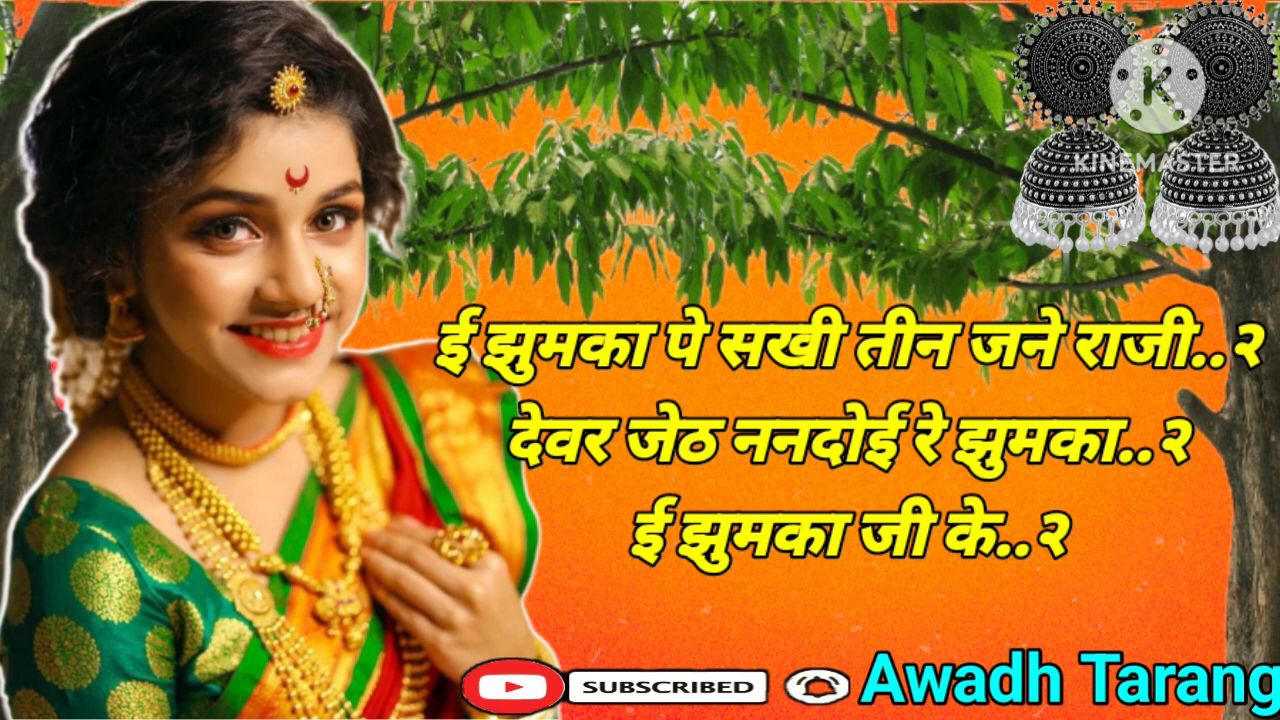 K
KINEMASTER
ई झुमका पे सखी तीन जने राजी..२
देवर जेठ ननदोई रे झुमका..२
ई झुमका जी के..२
SUBSCRIBED
Awadh Tarang